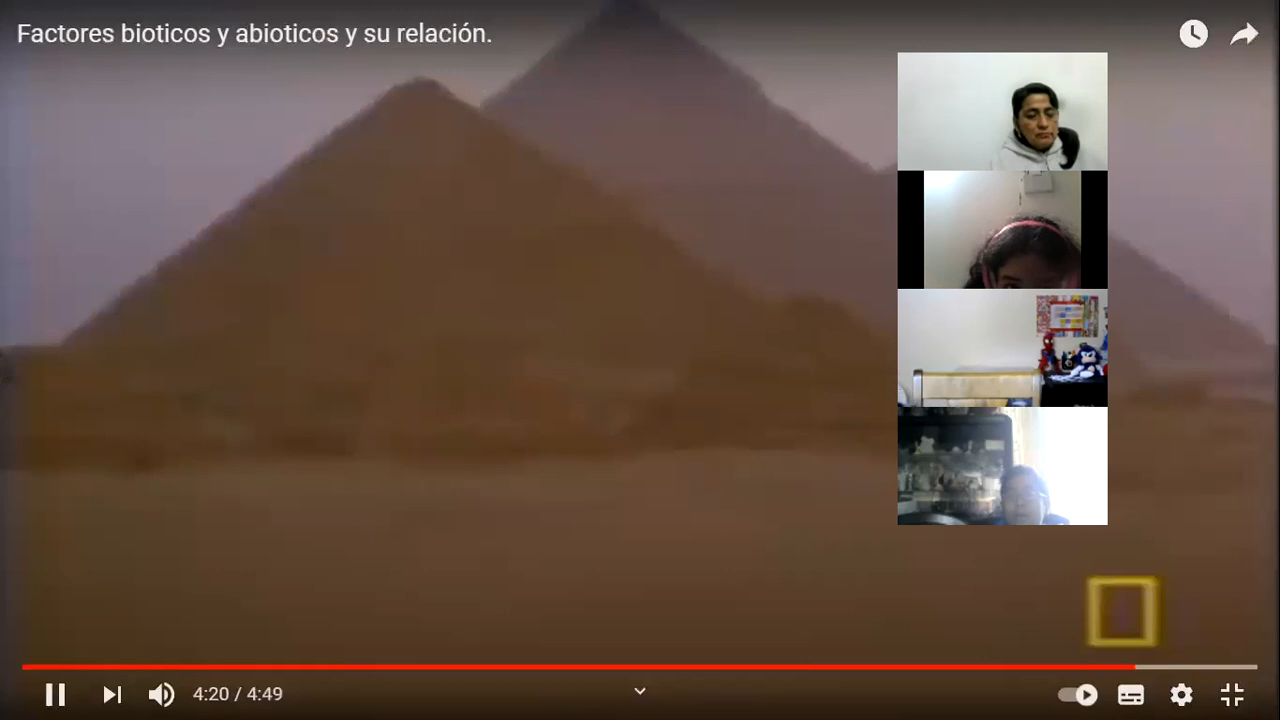 Factores bioticos y abioticos y su relación.
4:20 / 4:49